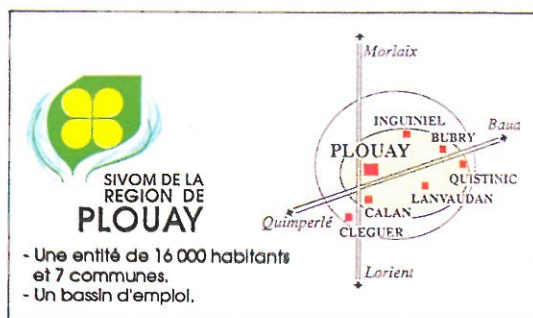 SIVOM DE LA
REGION DE
PLOUAY
- Une entité de 16 000 habitants
et 7 communes.
- Un bassin d'emploi.
Morlaix
INGUINIEL
BUBRY
Baua
PLOUAY
QUISTINIC
LANVAUDAN
CALAN
Quimperlé
CLEGUER
Lorient